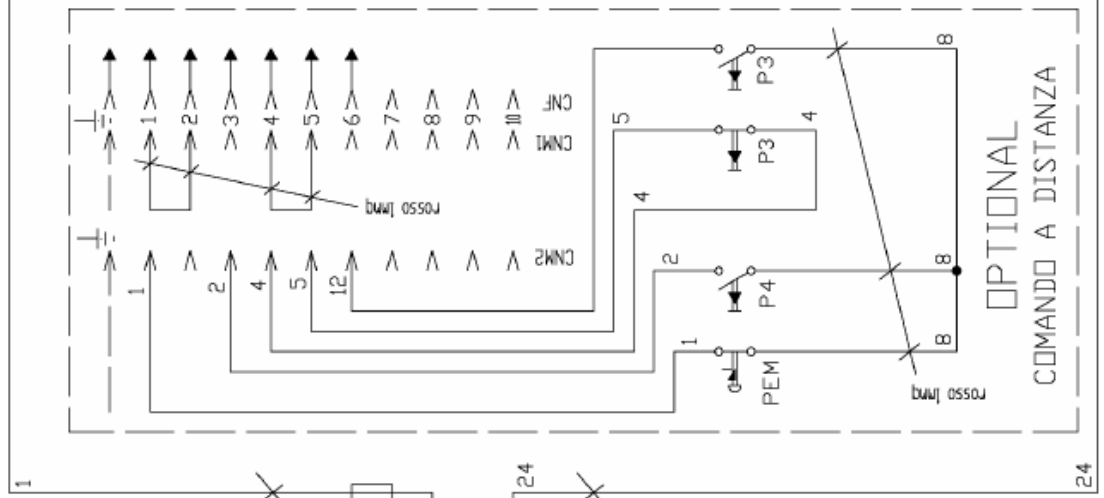 CNF
1 2 3 4 5 6 7 8 9 10
CNM1
rosso 1mmq
CNM2
1
2
4
5
12
5
4
4
2
1
P3
P3
P4
PEM
8
8
8
rosso 1mmq
OPTIONAL
COMANDO A DISTANZA
1
24
24